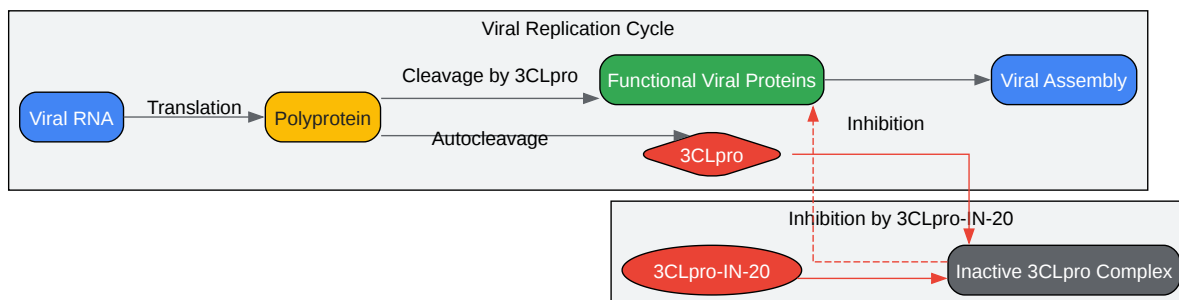 Viral Replication Cycle
Cleavage by 3CLpro
Functional Viral Proteins
Viral Assembly
Viral RNA
Translation
Polyprotein
Autocleavage
Inhibition
3CLpro
Inhibition by 3CLpro-IN-20
3CLpro-IN-20
Inactive 3CLpro Complex